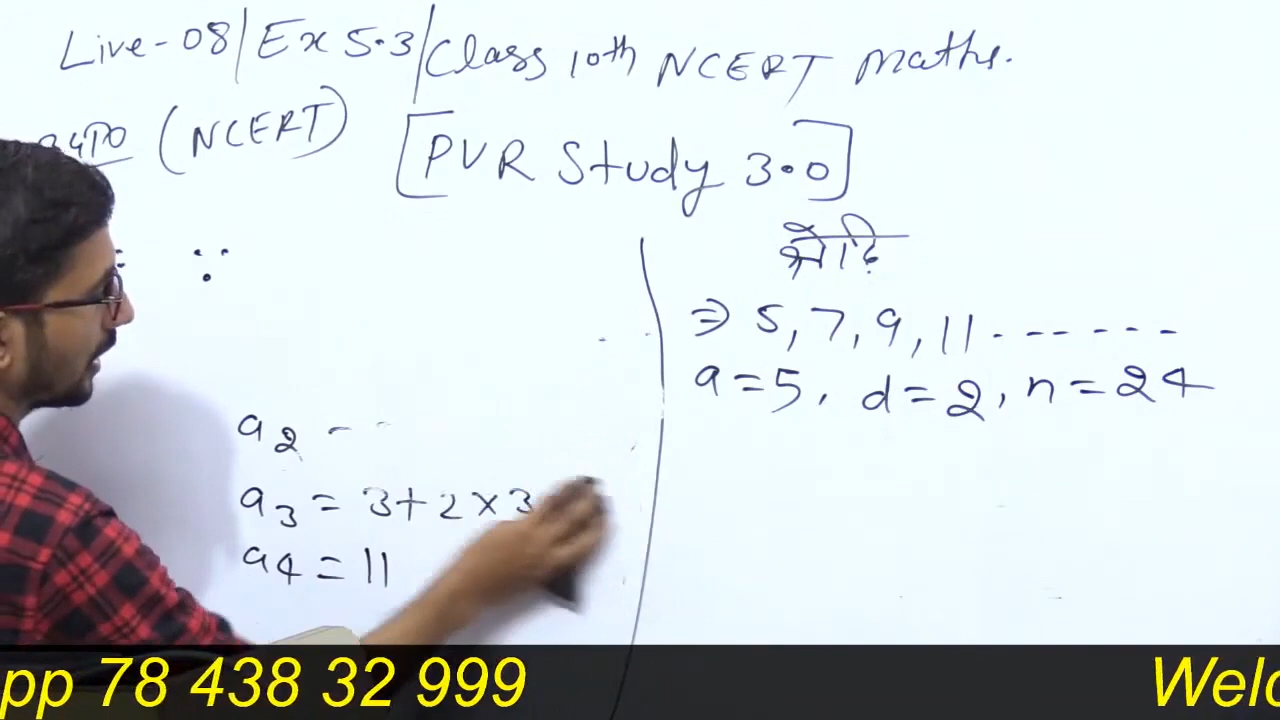 Live-08/Ex 5.3/Class 10th NCERT Maths.
(NCERT) [PVR Study 3.0]
⇒ 5, 7, 9, 11 - - - - - -
a = 5, d = 2, n = 24
a2
a3 = 3+2×3
a4 = 11
pp 78 438 32 999 Welc